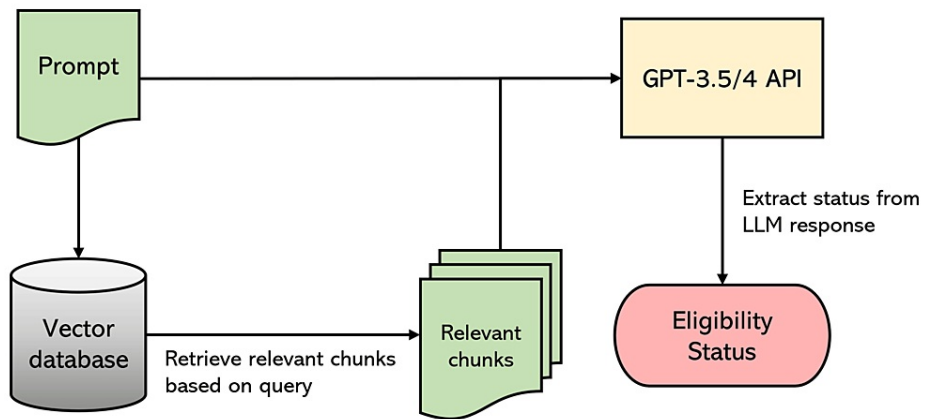 Prompt
GPT-3.5/4 API
Extract status from
LLM response
Vector
database
Retrieve relevant chunks
based on query
Relevant
chunks
Eligibility
Status